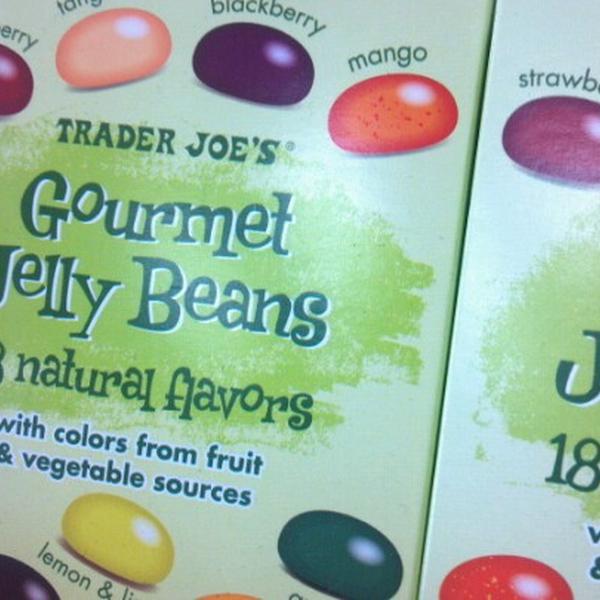 blackberry
mango
TRADER JOE'S®
Gourmet
Jelly Beans
natural flavors
with colors from fruit
& vegetable sources
lemon &
18